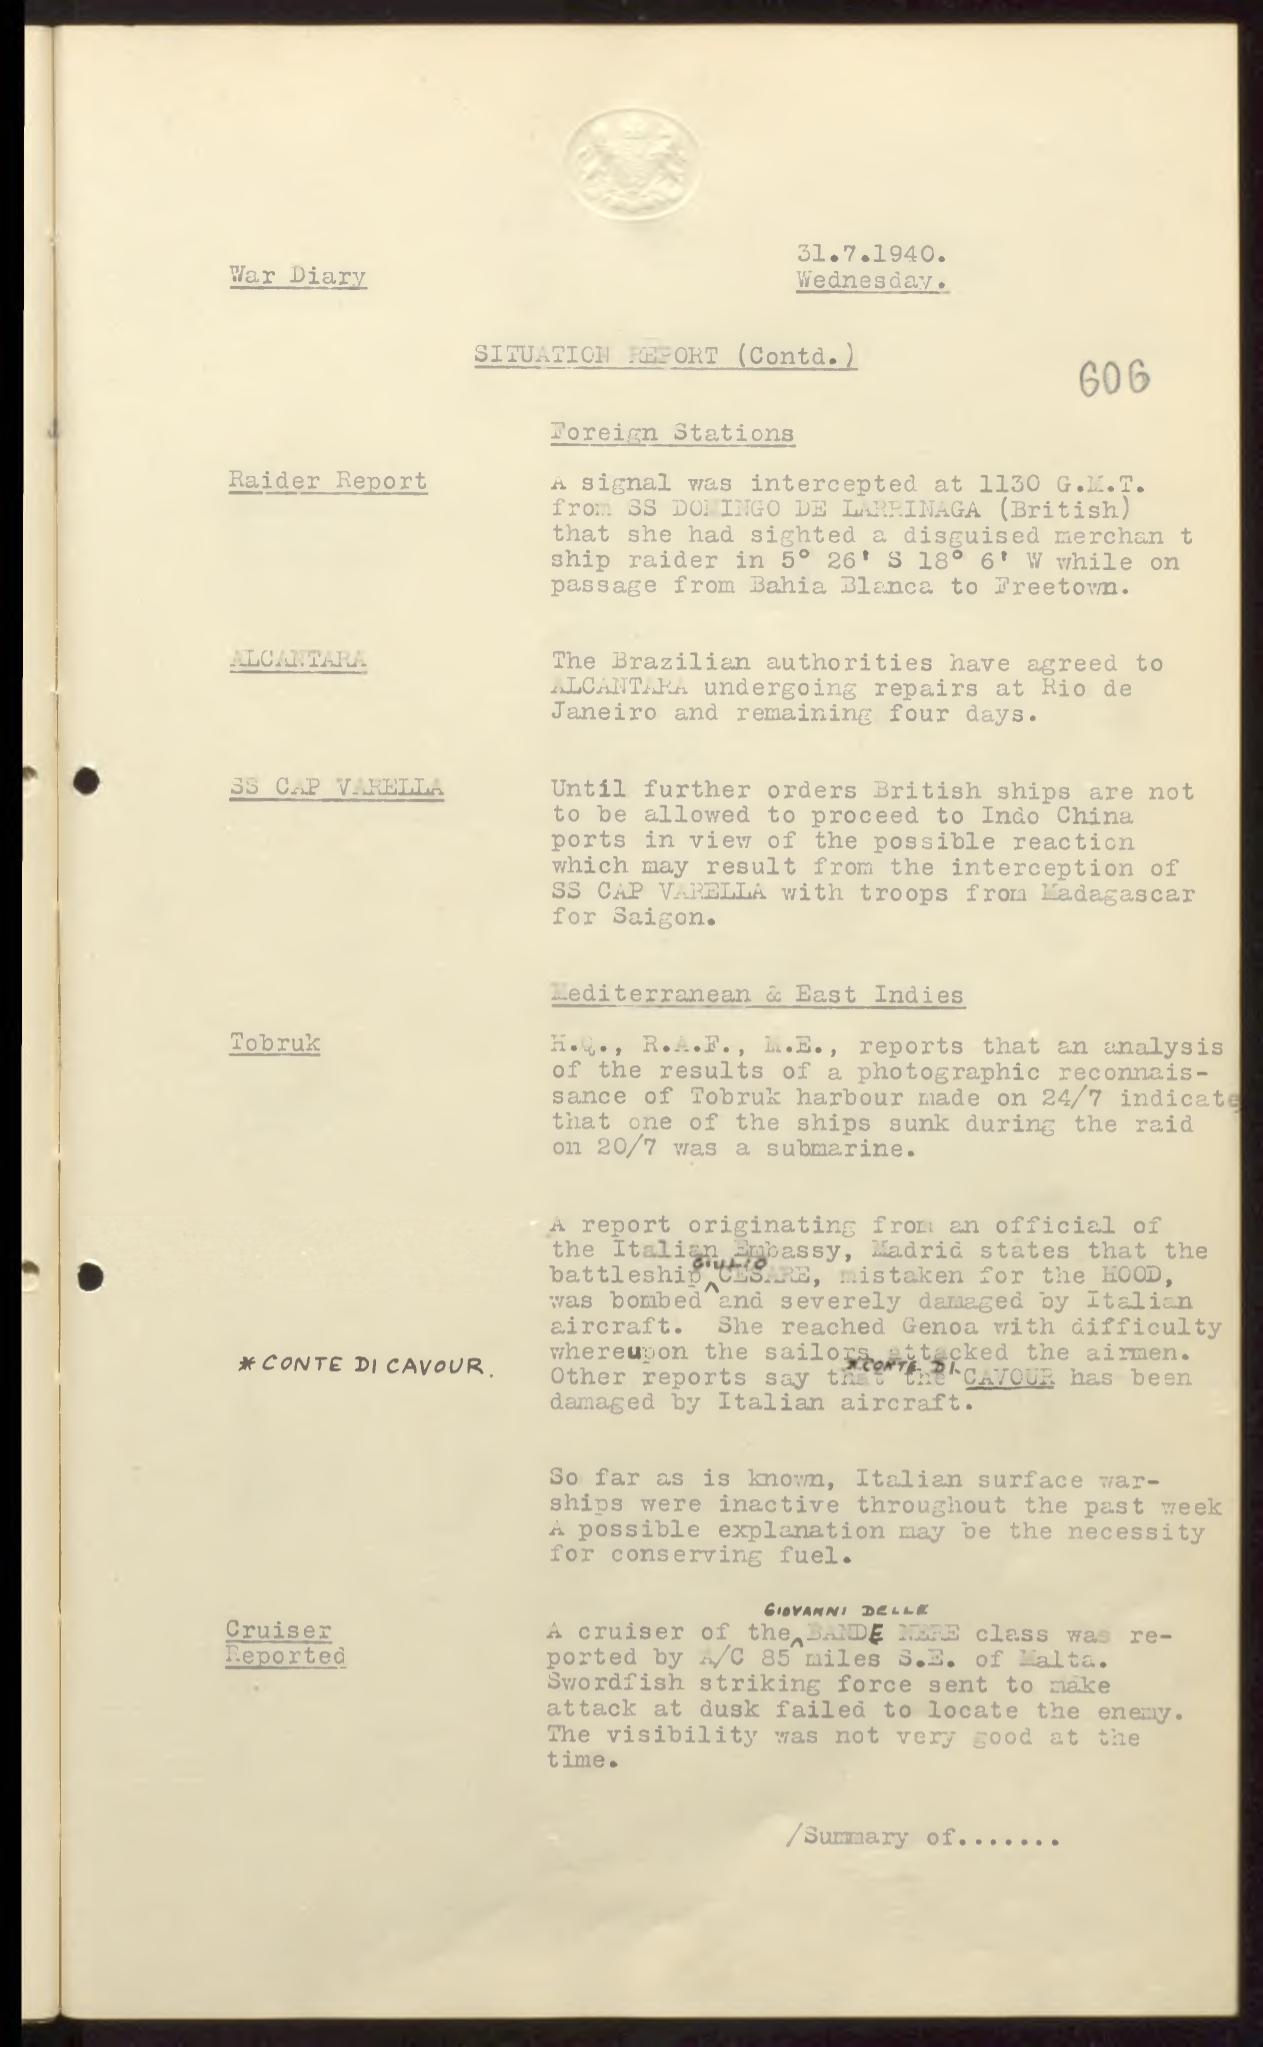 31.7.1940.
War Diary
Wednesday.
SITUATION REPORT (Contd.)
606
Foreign Stations
Raider Report
A signal was intercepted at 1130 G.M.T.
from SS DOMINGO DE LARRINAGA (British)
that she had sighted a disguised merchan t
ship raider in 5° 26' S 18° 6' W while on
passage from Bahia Blanca to Freetown.
ALCANTARA
The Brazilian authorities have agreed to
ALCANTARA undergoing repairs at Rio de
Janeiro and remaining four days.
SS CAP VARELLA
Until further orders British ships are not
to be allowed to proceed to Indo China
ports in view of the possible reaction
which may result from the interception of
SS CAP VARELLA with troops from Madagascar
for Saigon.
Mediterranean & East Indies
Tobruk
H.Q., R.A.F., M.E., reports that an analysis
of the results of a photographic reconnais-
sance of Tobruk harbour made on 24/7 indicate
that one of the ships sunk during the raid
on 20/7 was a submarine.
A report originating from an official of
the Italian Embassy, Madrid states that the
GIULIO
battleship ^ CESARE, mistaken for the HOOD,
was bombed and severely damaged by Italian
aircraft. She reached Genoa with difficulty
whereupon the sailors attacked the airmen.
* CONTE DI CAVOUR.
* CONTE DI
Other reports say that the CAVOUR has been
damaged by Italian aircraft.
So far as is known, Italian surface war-
ships were inactive throughout the past week
A possible explanation may be the necessity
for conserving fuel.
GIOVANNI DELLE
Cruiser
Reported
A cruiser of the ^ BANDE NERE class was re-
ported by A/C 85 miles S.E. of Malta.
Swordfish striking force sent to make
attack at dusk failed to locate the enemy.
The visibility was not very good at the
time.
/Summary of.......